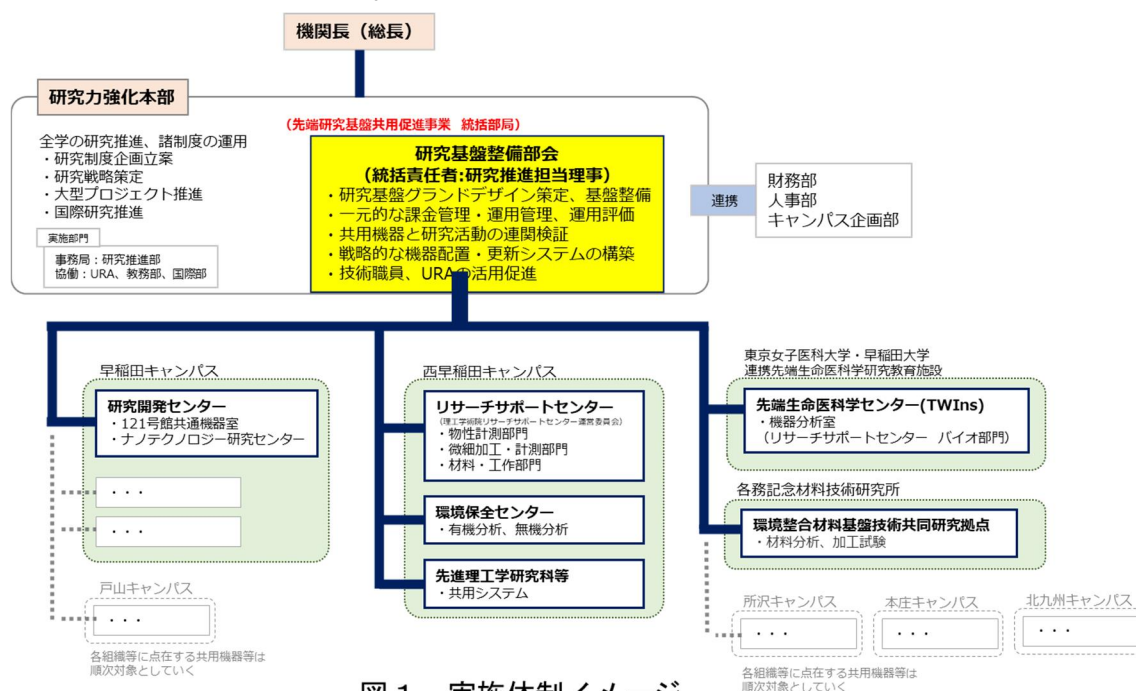 機関長（総長）
研究力強化本部
全学の研究推進、諸制度の運用
・研究制度企画立案
・研究戦略策定
・大型プロジェクト推進
・国際研究推進
実施部門
事務局：研究推進部
協働：URA、教務部、国際部
（先端研究基盤共用促進事業 統括部局）
研究基盤整備部会
(統括責任者:研究推進担当理事)
・研究基盤グランドデザイン策定、基盤整備
・一元的な課金管理・運用管理、運用評価
・共用機器と研究活動の連関検証
・戦略的な機器配置・更新システムの構築
・技術職員、URAの活用促進
連携
財務部
人事部
キャンパス企画部
早稲田キャンパス
研究開発センター
・121号館共通機器室
・ナノテクノロジー研究センター
・・・
・・・
戸山キャンパス
・・・
各組織等に点在する共用機器等は
順次対象としていく
西早稲田キャンパス
リサーチサポートセンター
(理工学術院リサーチサポートセンター運営委員会)
・物性計測部門
・微細加工・計測部門
・材料・工作部門
環境保全センター
・有機分析、無機分析
先進理工学研究科等
・共用システム
東京女子医科大学・早稲田大学
連携先端生命医科学研究教育施設
先端生命医科学センター(TWIns)
・機器分析室
（リサーチサポートセンター バイオ部門）
各務記念材料技術研究所
環境整合材料基盤技術共同研究拠点
・材料分析、加工試験
所沢キャンパス
・・・
本庄キャンパス
・・・
北九州キャンパス
・・・
各組織等に点在する共用機器等は
順次対象としていく
図１ 実施体制イメージ